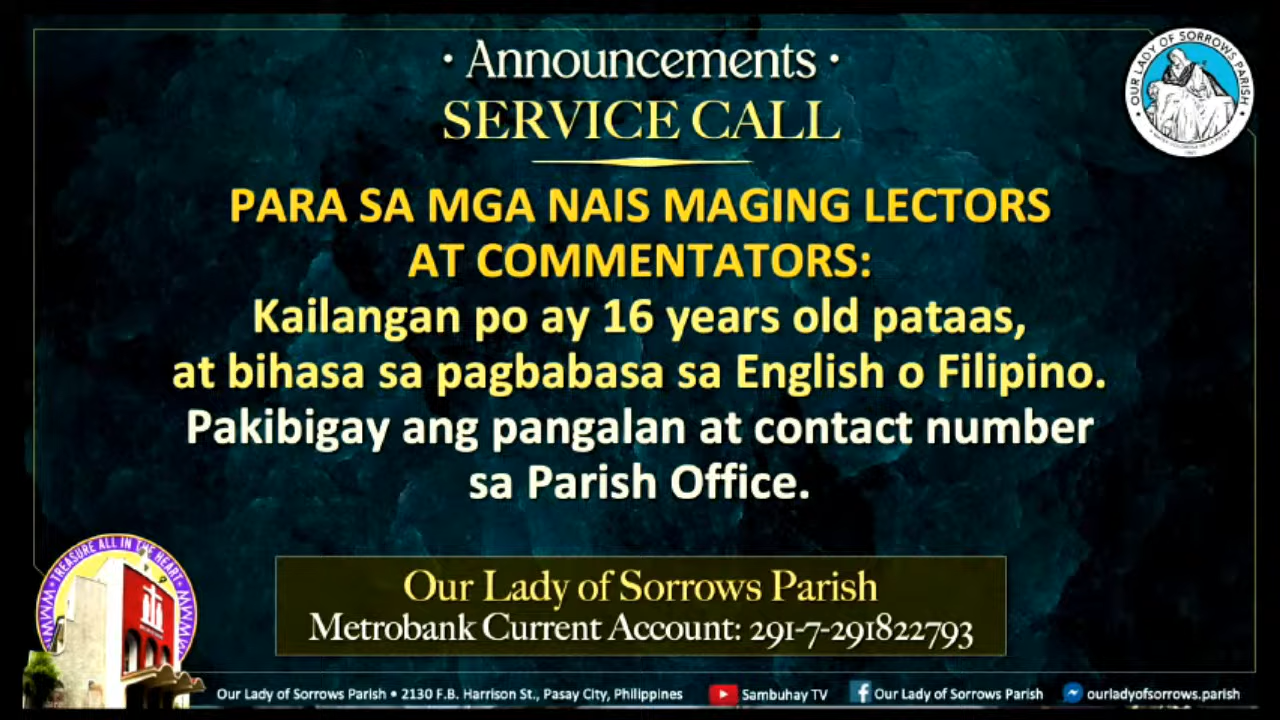 · Announcements ·
SERVICE CALL
OUR LADY OF SORROWS PARISH
PARA SA MGA NAIS MAGING LECTORS
AT COMMENTATORS:
Kailangan po ay 16 years old pataas,
at bihasa sa pagbabasa sa English o Filipino.
Pakibigay ang pangalan at contact number
sa Parish Office.
TREASURE ALL IN THE HEART
Our Lady of Sorrows Parish
Metrobank Current Account: 291-7-291822793
Our Lady of Sorrows Parish • 2130 F.B. Harrison St., Pasay City, Philippines
Sambuhay TV
Our Lady of Sorrows Parish
ourladyofsorrows.parish